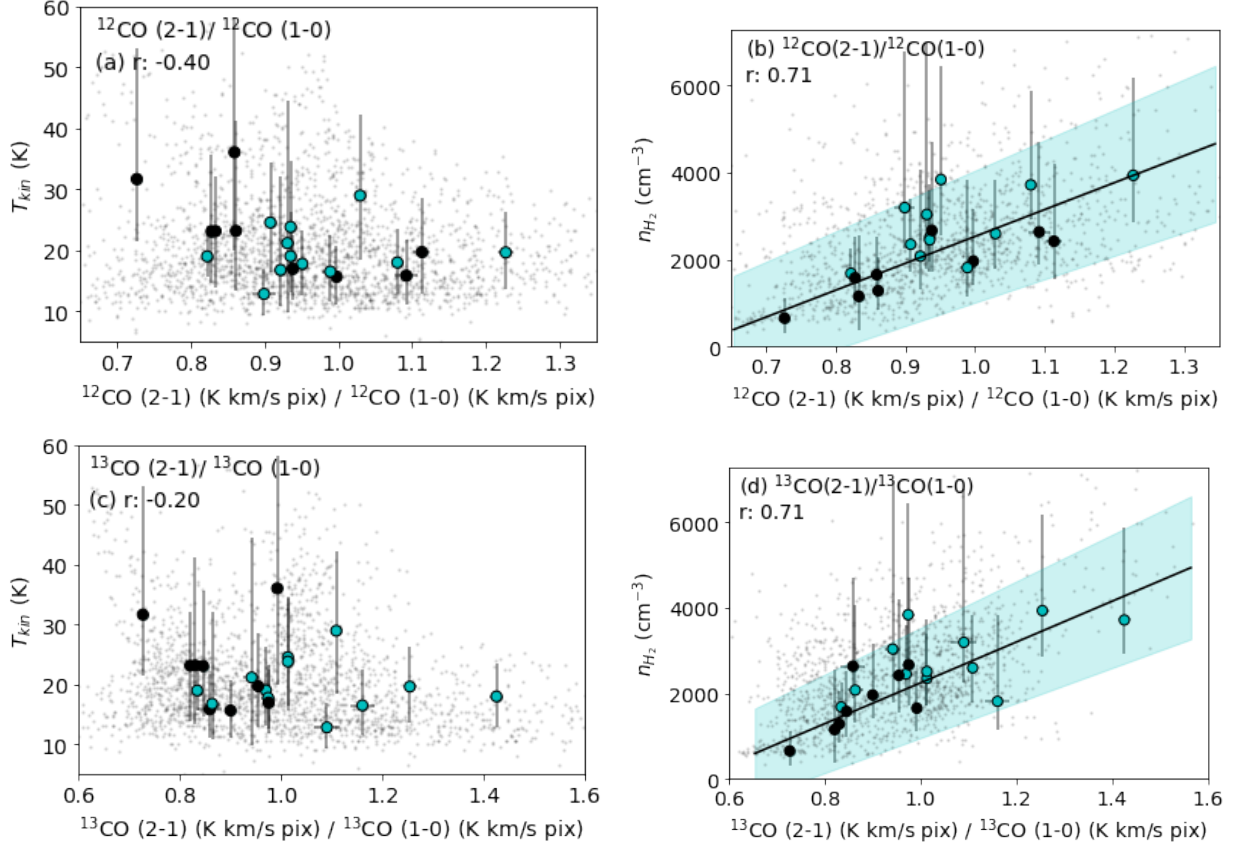 ¹²CO (2-1)/ ¹²CO (1-0)
(a) r: -0.40
60
50
40
30
20
10
T_kin (K)
0.7 0.8 0.9 1.0 1.1 1.2 1.3
¹²CO (2-1) (K km/s pix) / ¹²CO (1-0) (K km/s pix)
(b) ¹²CO(2-1)/¹²CO(1-0)
r: 0.71
6000
4000
2000
0
n_H₂ (cm⁻³)
0.7 0.8 0.9 1.0 1.1 1.2 1.3
¹²CO (2-1) (K km/s pix) / ¹²CO (1-0) (K km/s pix)
¹³CO (2-1)/ ¹³CO (1-0)
(c) r: -0.20
60
50
40
30
20
10
T_kin (K)
0.6 0.8 1.0 1.2 1.4 1.6
¹³CO (2-1) (K km/s pix) / ¹³CO (1-0) (K km/s pix)
(d) ¹³CO(2-1)/¹³CO(1-0)
r: 0.71
6000
4000
2000
0
n_H₂ (cm⁻³)
0.6 0.8 1.0 1.2 1.4 1.6
¹³CO (2-1) (K km/s pix) / ¹³CO (1-0) (K km/s pix)